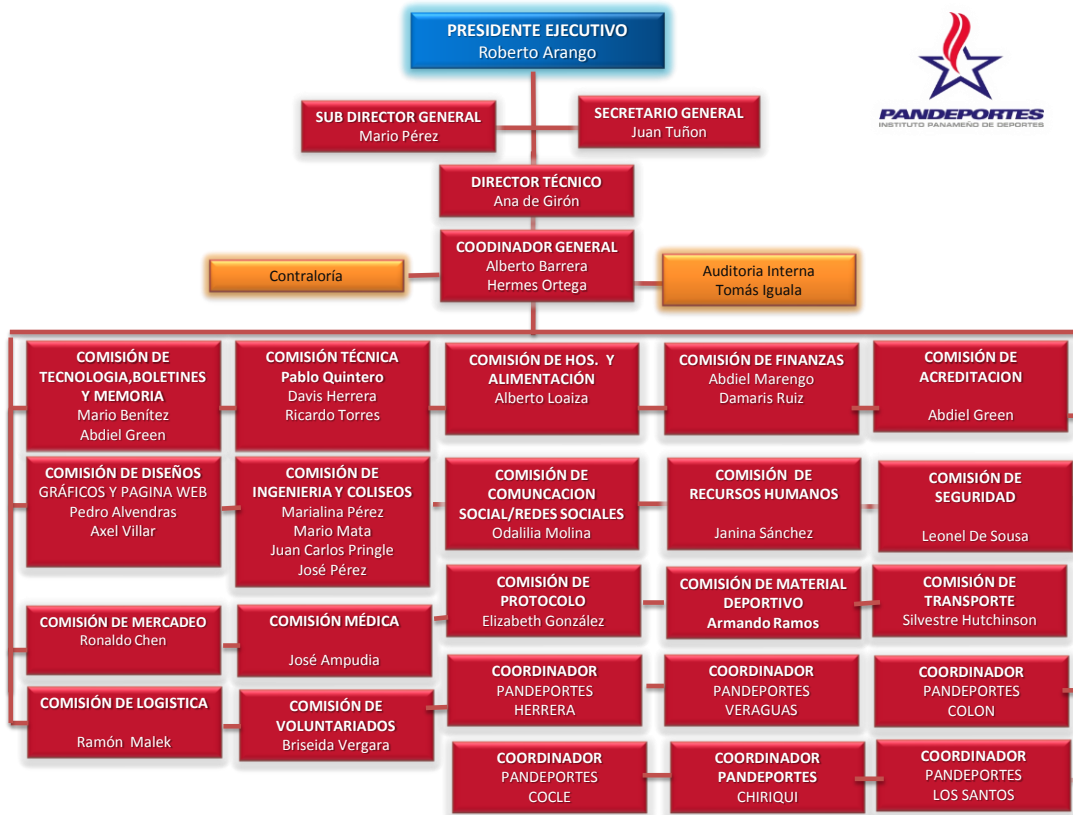 PRESIDENTE EJECUTIVO
Roberto Arango
PANDEPORTES
INSTITUTO PANAMEÑO DE DEPORTES
SUB DIRECTOR GENERAL
Mario Pérez
SECRETARIO GENERAL
Juan Tuñon
DIRECTOR TÉCNICO
Ana de Girón
COODINADOR GENERAL
Alberto Barrera
Hermes Ortega
Contraloría
Auditoria Interna
Tomás Iguala
COMISIÓN DE
TECNOLOGIA,BOLETINES
Y MEMORIA
Mario Benítez
Abdiel Green
COMISIÓN TÉCNICA
Pablo Quintero
Davis Herrera
Ricardo Torres
COMISIÓN DE HOS. Y
ALIMENTACIÓN
Alberto Loaiza
COMISIÓN DE FINANZAS
Abdiel Marengo
Damaris Ruiz
COMISIÓN DE
ACREDITACION
Abdiel Green
COMISIÓN DE DISEÑOS
GRÁFICOS Y PAGINA WEB
Pedro Alvendras
Axel Villar
COMISIÓN DE
INGENIERIA Y COLISEOS
Marialina Pérez
Mario Mata
Juan Carlos Pringle
José Pérez
COMISIÓN DE
COMUNCACION
SOCIAL/REDES SOCIALES
Odalilia Molina
COMISIÓN DE
RECURSOS HUMANOS
Janina Sánchez
COMISIÓN DE
SEGURIDAD
Leonel De Sousa
COMISIÓN DE MERCADEO
Ronaldo Chen
COMISIÓN MÉDICA
José Ampudia
COMISIÓN DE
PROTOCOLO
Elizabeth González
COMISIÓN DE MATERIAL
DEPORTIVO
Armando Ramos
COMISIÓN DE
TRANSPORTE
Silvestre Hutchinson
COMISIÓN DE LOGISTICA
Ramón Malek
COMISIÓN DE
VOLUNTARIADOS
Briseida Vergara
COORDINADOR
PANDEPORTES
HERRERA
COORDINADOR
PANDEPORTES
VERAGUAS
COORDINADOR
PANDEPORTES
COLON
COORDINADOR
PANDEPORTES
COCLE
COORDINADOR
PANDEPORTES
CHIRIQUI
COORDINADOR
PANDEPORTES
LOS SANTOS